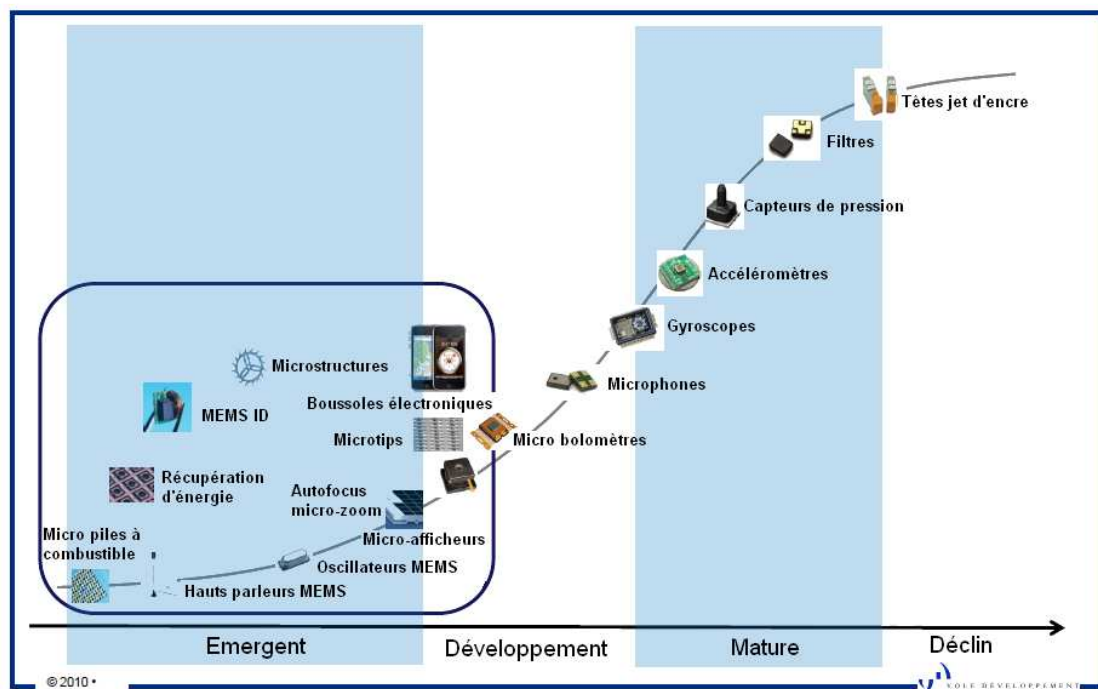 Têtes jet d'encre
Filtres
Capteurs de pression
Accéléromètres
Gyroscopes
Microstructures
Microphones
Boussoles électroniques
MEMS ID
Microtips
Micro bolomètres
Récupération
d'énergie
Autofocus
micro-zoom
Micro piles à
combustible
Micro-afficheurs
Oscillateurs MEMS
Hauts parleurs MEMS
Emergent
Développement
Mature
Déclin
© 2010 •
YOLE DÉVELOPPEMENT